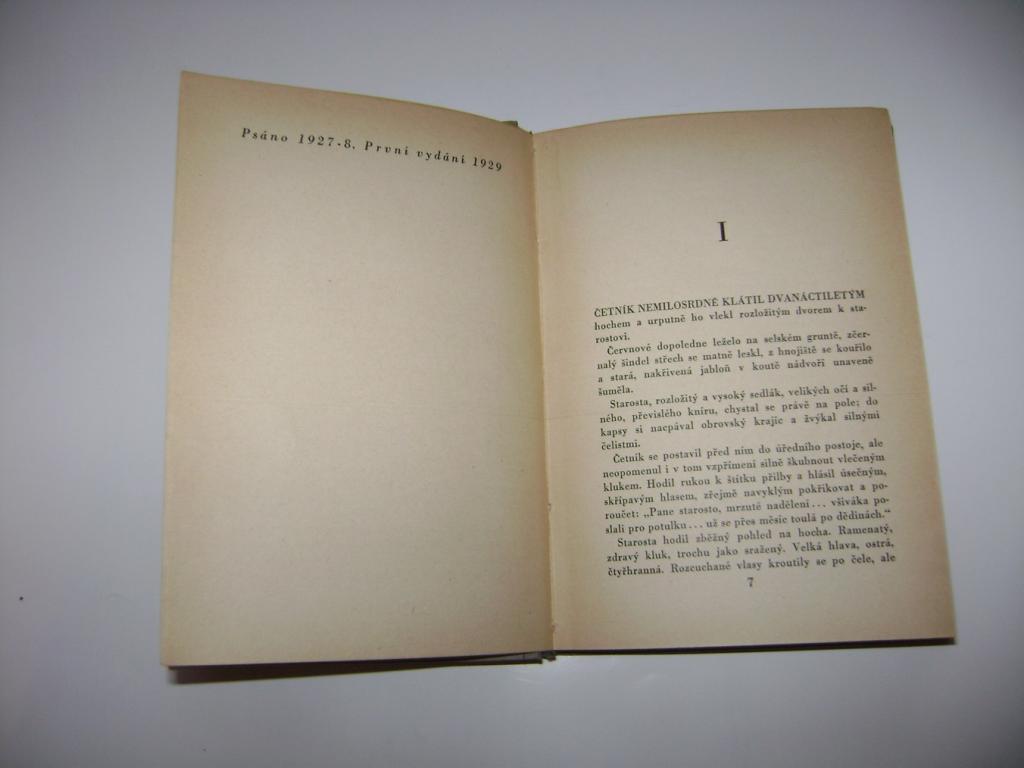 Psáno 1927-8. První vydání 1929
I
ČETNÍK NEMILOSRDNĚ KLÁTIL DVANÁCTILETÝM
hochem a urputně ho vlekl rozložitým dvorem k sta-
rostovi.
Červnové dopoledne leželo na selském gruntě, zčer-
nalý šindel střech se matně leskl, z hnojiště se kouřilo
a stará, nakřivená jabloň v koutě nádvoří unaveně
šuměla.
Starosta, rozložitý a vysoký sedlák, velikých očí a sil-
ného, převislého kníru, chystal se právě na pole; do
kapsy si nacpával obrovský krajíc a žvýkal silnými
čelistmi.
Četník se postavil před ním do úředního postoje, ale
neopomenul i v tom vzpřímení silně škubnout vlečeným
klukem. Hodil rukou k štítku přilby a hlásil úsečným,
skřípavým hlasem, zřejmě navyklým pokřikovat a po-
roučet: „Pane starosto, mrzuté nadělení... všiváka po-
slali pro potulku... už se přes měsíc toulá po dědinách.“
Starosta hodil zběžný pohled na hocha. Ramenatý,
zdravý kluk, trochu jako sražený. Velká hlava, ostrá,
čtyřhranná. Rozcuchané vlasy kroutily se po čele, ale
7